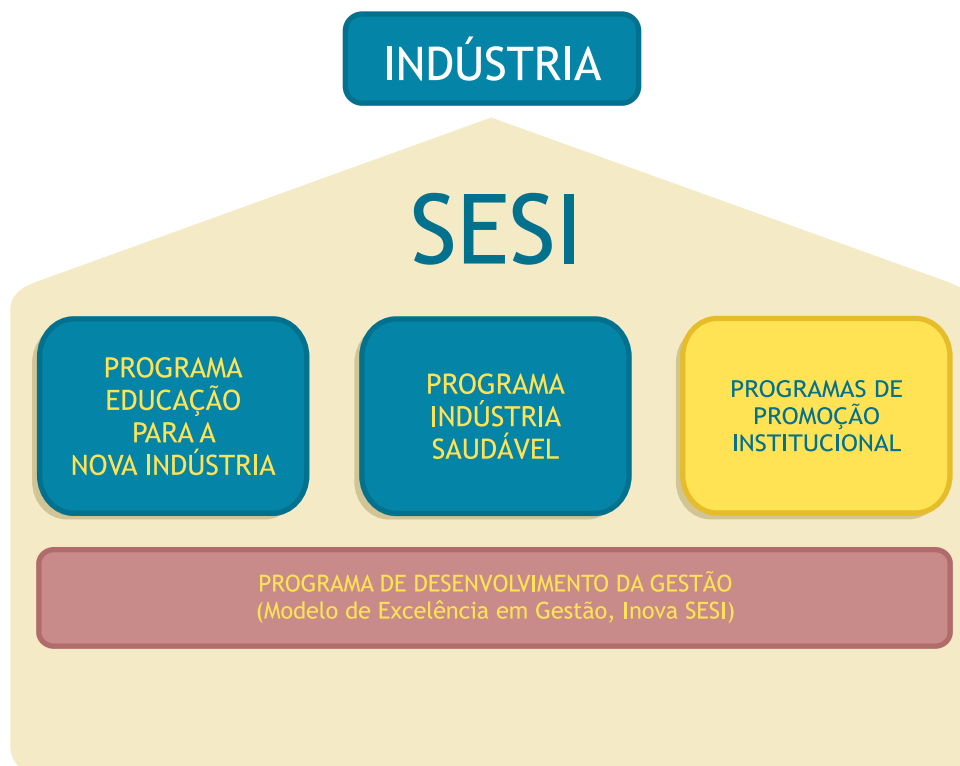 INDÚSTRIA
SESI
PROGRAMA
EDUCAÇÃO
PARA A
NOVA INDÚSTRIA
PROGRAMA
INDÚSTRIA
SAUDÁVEL
PROGRAMAS DE
PROMOÇÃO
INSTITUCIONAL
PROGRAMA DE DESENVOLVIMENTO DA GESTÃO
(Modelo de Excelência em Gestão, Inova SESI)